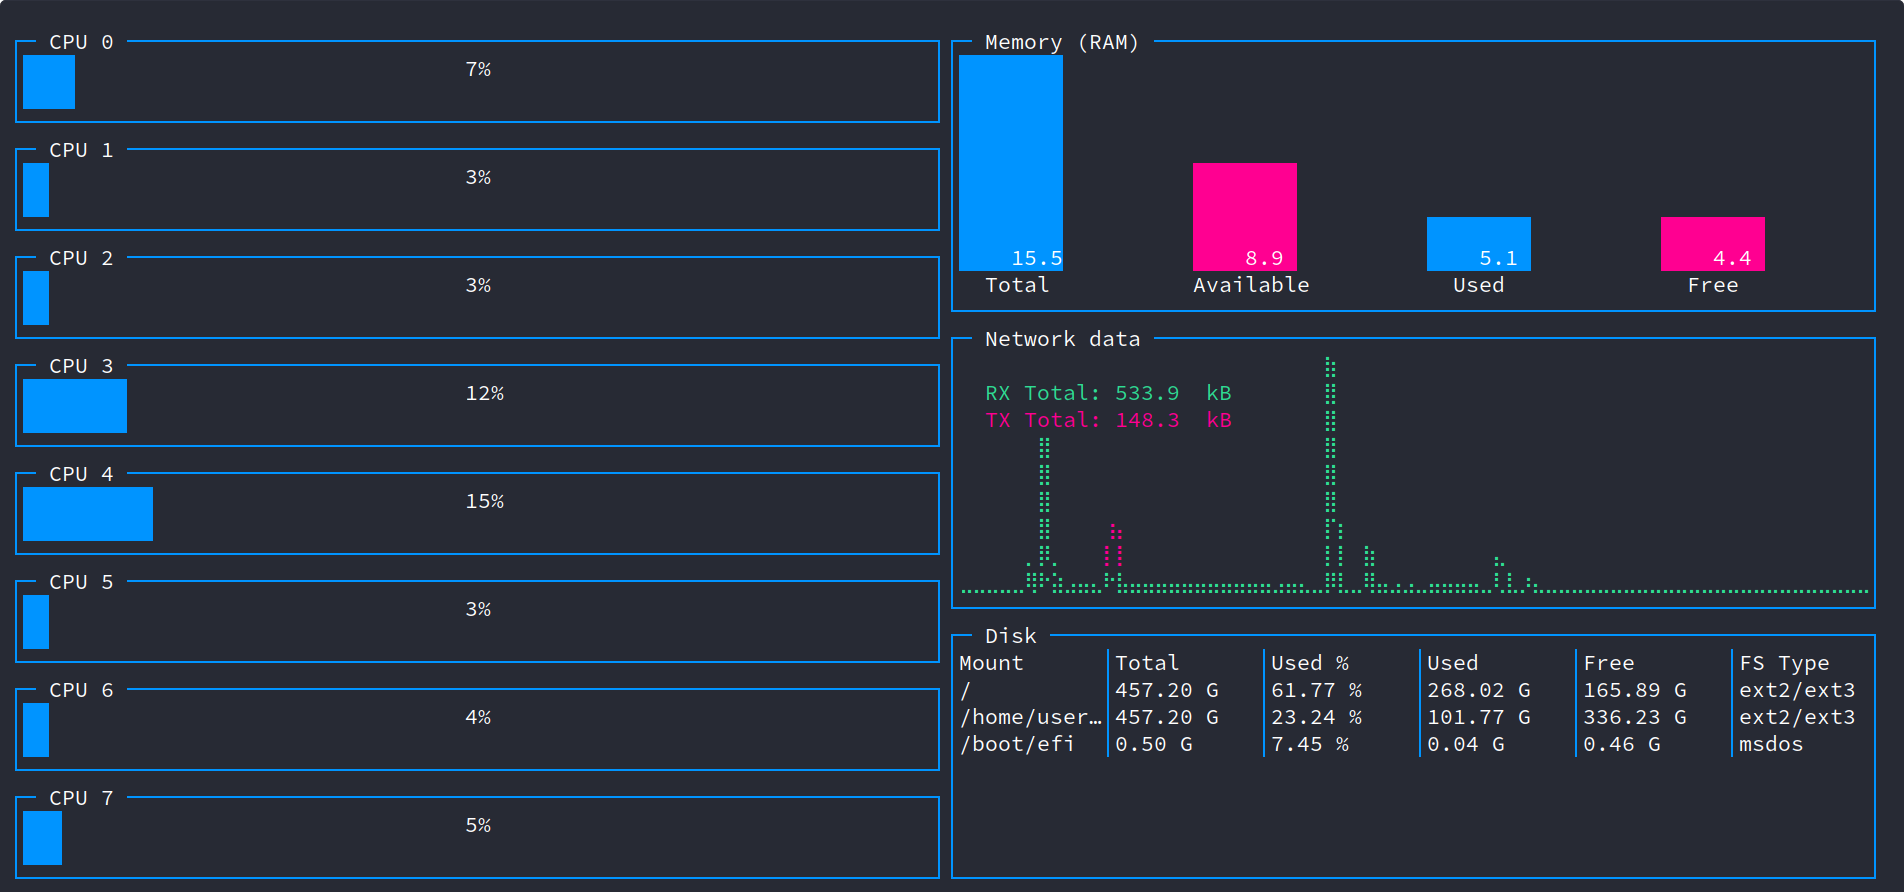 CPU 0
7%
CPU 1
3%
CPU 2
3%
CPU 3
12%
CPU 4
15%
CPU 5
3%
CPU 6
4%
CPU 7
5%
Memory (RAM)
15.5 8.9 5.1 4.4
Total Available Used Free
Network data
RX Total: 533.9 kB
TX Total: 148.3 kB
Disk
Mount Total Used % Used Free FS Type
/ 457.20 G 61.77 % 268.02 G 165.89 G ext2/ext3
/home/user… 457.20 G 23.24 % 101.77 G 336.23 G ext2/ext3
/boot/efi 0.50 G 7.45 % 0.04 G 0.46 G msdos